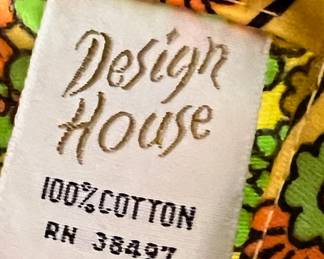 Design
House
100% COTTON
RN 38497